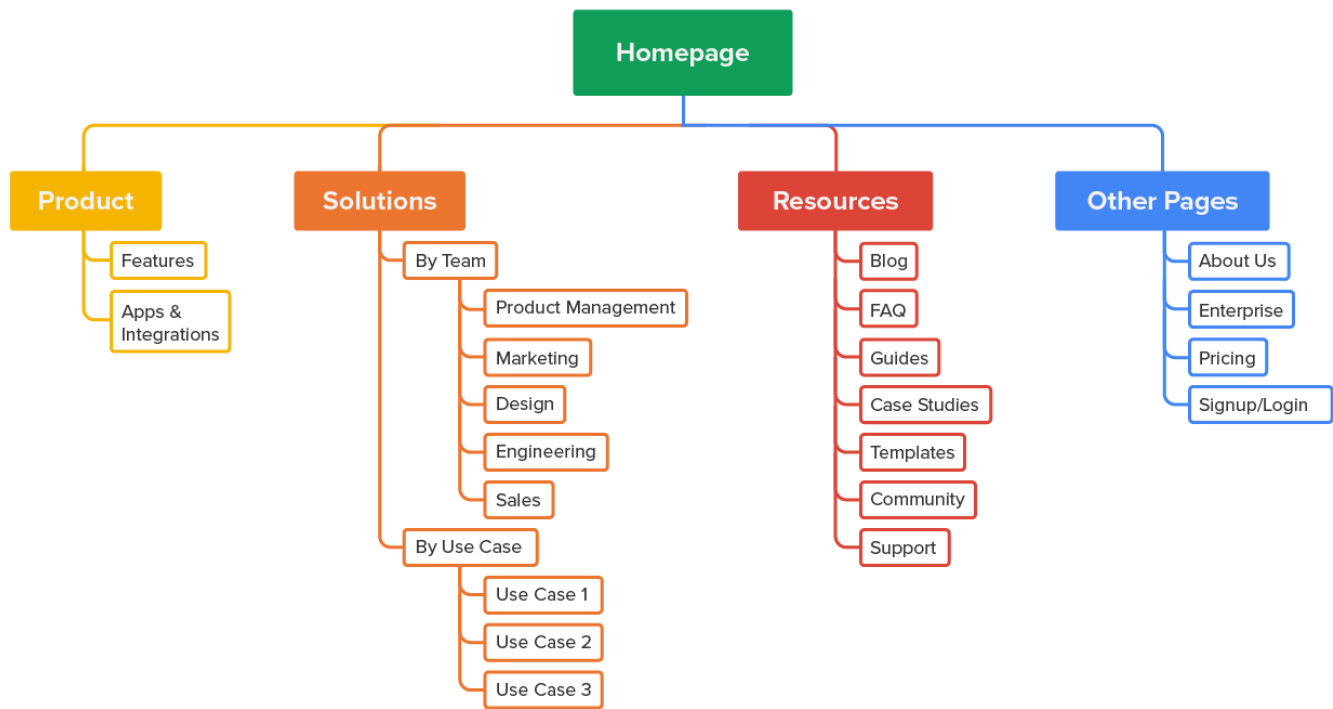 Homepage
Product
Solutions
Resources
Other Pages
Features
Apps &
Integrations
By Team
Product Management
Marketing
Design
Engineering
Sales
By Use Case
Use Case 1
Use Case 2
Use Case 3
Blog
FAQ
Guides
Case Studies
Templates
Community
Support
About Us
Enterprise
Pricing
Signup/Login